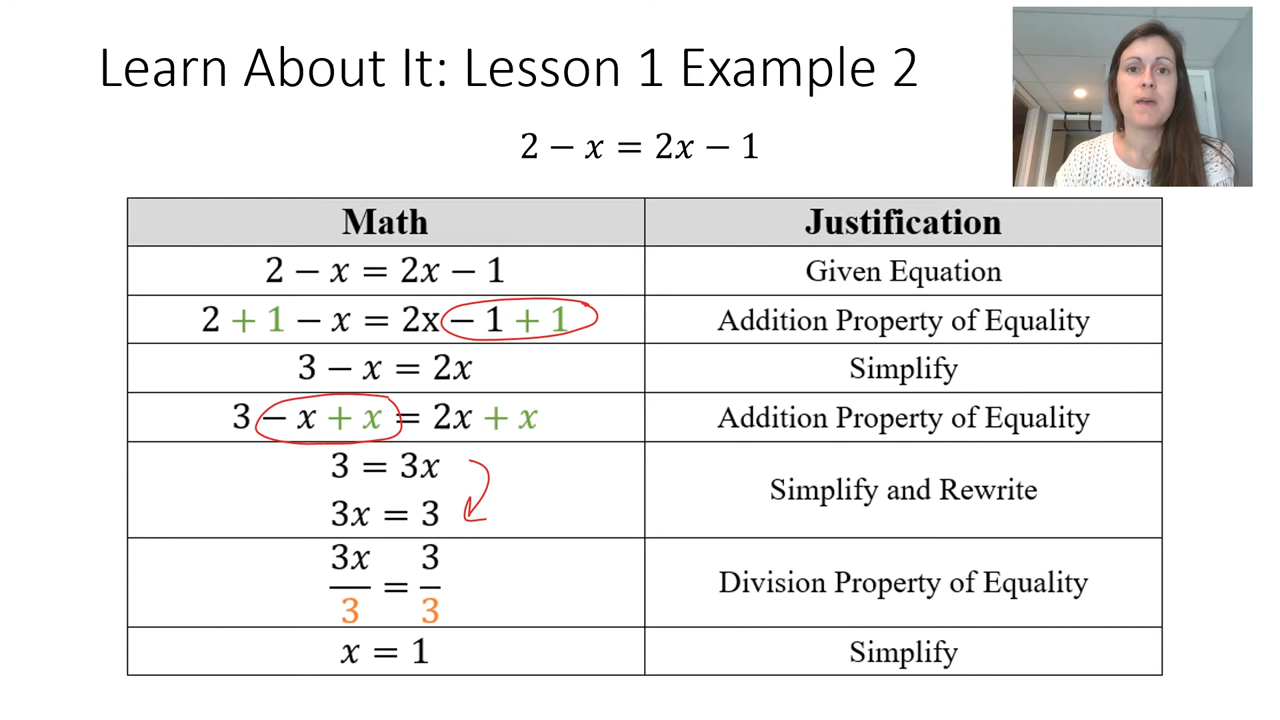 Learn About It: Lesson 1 Example 2
2 − x = 2x − 1
Math Justification
2 − x = 2x − 1 Given Equation
2 + 1 − x = 2x − 1 + 1 Addition Property of Equality
3 − x = 2x Simplify
3 − x + x = 2x + x Addition Property of Equality
3 = 3x
Simplify and Rewrite
3x = 3
3x/3 = 3/3 Division Property of Equality
x = 1 Simplify